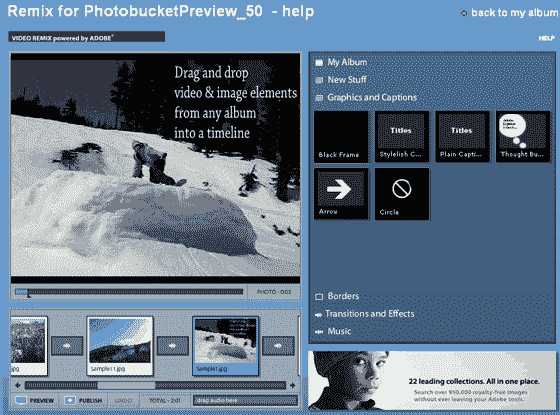 Remix for PhotobucketPreview_50 - help
back to my album
VIDEO REMIX powered by ADOBE®
HELP
Drag and drop
video & image elements
from any album
into a timeline
PHOTO - 0:03
My Album
New Stuff
Graphics and Captions
Black Frame
Titles
Stylelish C...
Titles
Plain Capti...
Thought Bu...
Arrow
Circle
Borders
Transitions and Effects
Music
Sample11.jpg
Sample1.jpg
PREVIEW
PUBLISH
UNDO
TOTAL - 2:01
drag audio here
22 leading collections. All in one place.
Search over 950,000 royalty-free images
without ever leaving your Adobe tools.